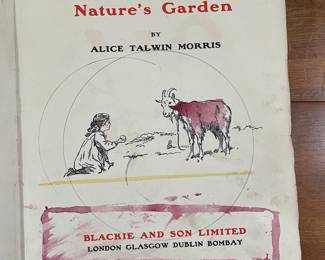 Nature's Garden
BY
ALICE TALWIN MORRIS
BLACKIE AND SON LIMITED
LONDON GLASGOW DUBLIN BOMBAY